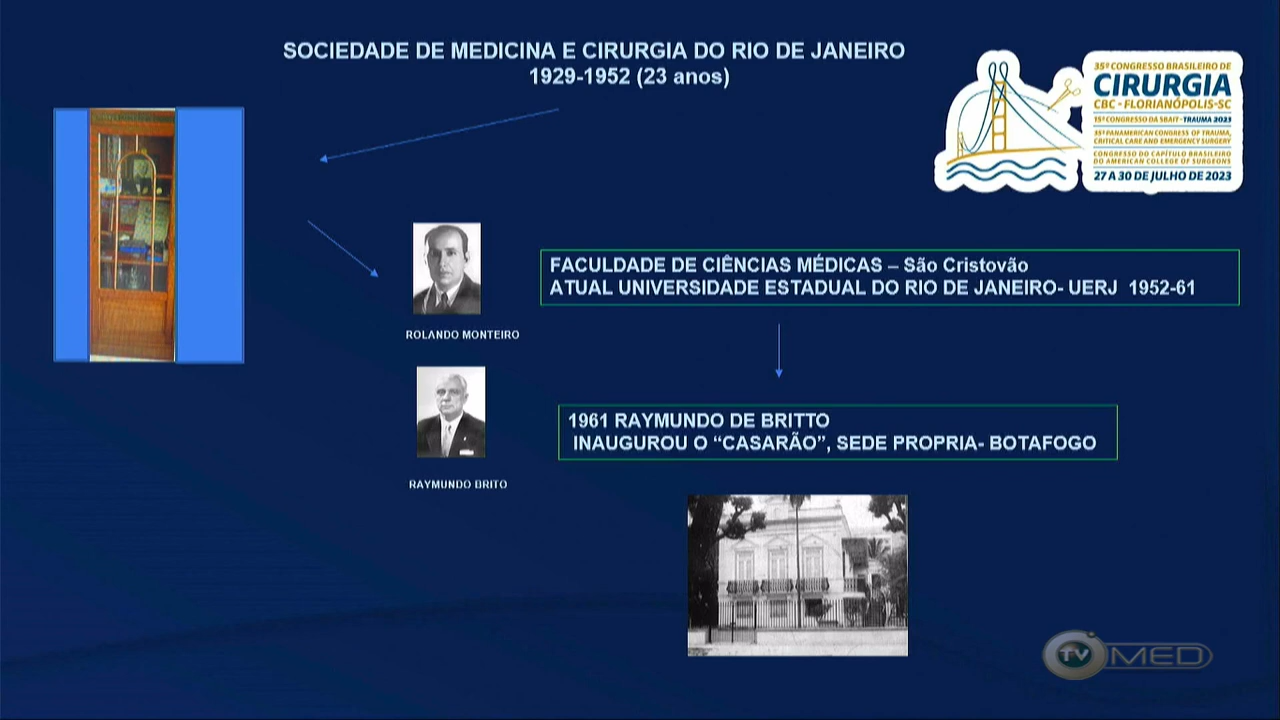 SOCIEDADE DE MEDICINA E CIRURGIA DO RIO DE JANEIRO
1929-1952 (23 anos)
35º CONGRESSO BRASILEIRO DE
CIRURGIA
CBC - FLORIANÓPOLIS-SC
15º CONGRESSO DA SBAIT - TRAUMA 2023
35º PANAMERICAN CONGRESS OF TRAUMA,
CRITICAL CARE AND EMERGENCY SURGERY
CONGRESSO DO CAPÍTULO BRASILEIRO
DO AMERICAN COLLEGE OF SURGEONS
27 A 30 DE JULHO DE 2023
FACULDADE DE CIÊNCIAS MÉDICAS – São Cristovão
ATUAL UNIVERSIDADE ESTADUAL DO RIO DE JANEIRO- UERJ 1952-61
ROLANDO MONTEIRO
1961 RAYMUNDO DE BRITTO
INAUGUROU O “CASARÃO”, SEDE PROPRIA- BOTAFOGO
RAYMUNDO BRITO
TV MED